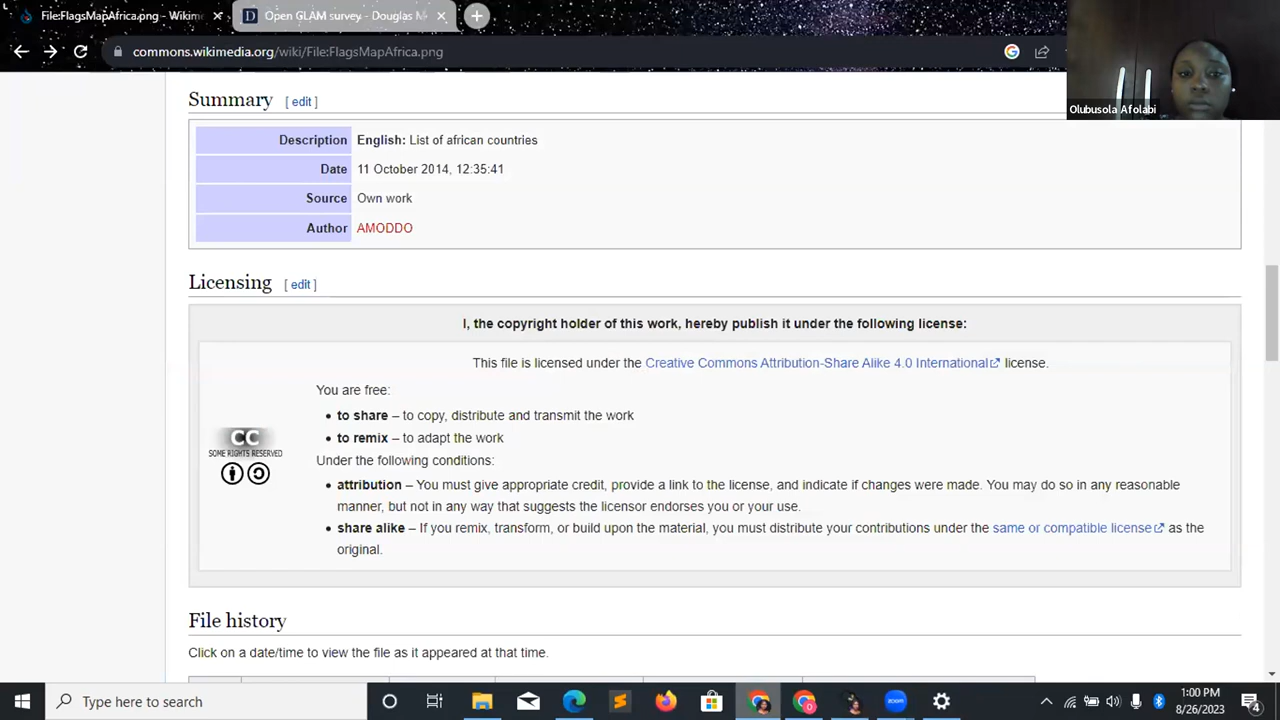 File:FlagsMapAfrica.png - Wikime
Open GLAM survey - Douglas M
commons.wikimedia.org/wiki/File:FlagsMapAfrica.png
Olubusola Afolabi
Summary [ edit ]
Description English: List of african countries
Date 11 October 2014, 12:35:41
Source Own work
Author AMODDO
Licensing [ edit ]
I, the copyright holder of this work, hereby publish it under the following license:
This file is licensed under the Creative Commons Attribution-Share Alike 4.0 International license.
You are free:
• to share – to copy, distribute and transmit the work
• to remix – to adapt the work
Under the following conditions:
• attribution – You must give appropriate credit, provide a link to the license, and indicate if changes were made. You may do so in any reasonable
manner, but not in any way that suggests the licensor endorses you or your use.
• share alike – If you remix, transform, or build upon the material, you must distribute your contributions under the same or compatible license as the
original.
CC
SOME RIGHTS RESERVED
File history
Click on a date/time to view the file as it appeared at that time.
Type here to search
zoom
1:00 PM
8/26/2023
4